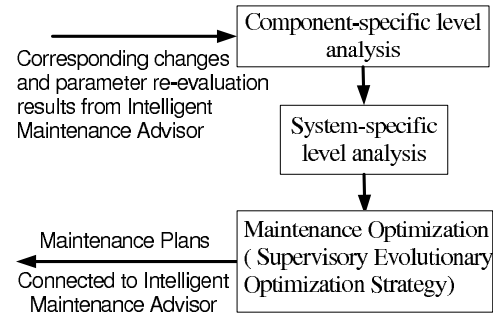 Component-specific level
analysis
Corresponding changes
and parameter re-evaluation
results from Intelligent
Maintenance Advisor
System-specific
level analysis
Maintenance Optimization
( Supervisory Evolutionary
Optimization Strategy)
Maintenance Plans
Connected to Intelligent
Maintenance Advisor